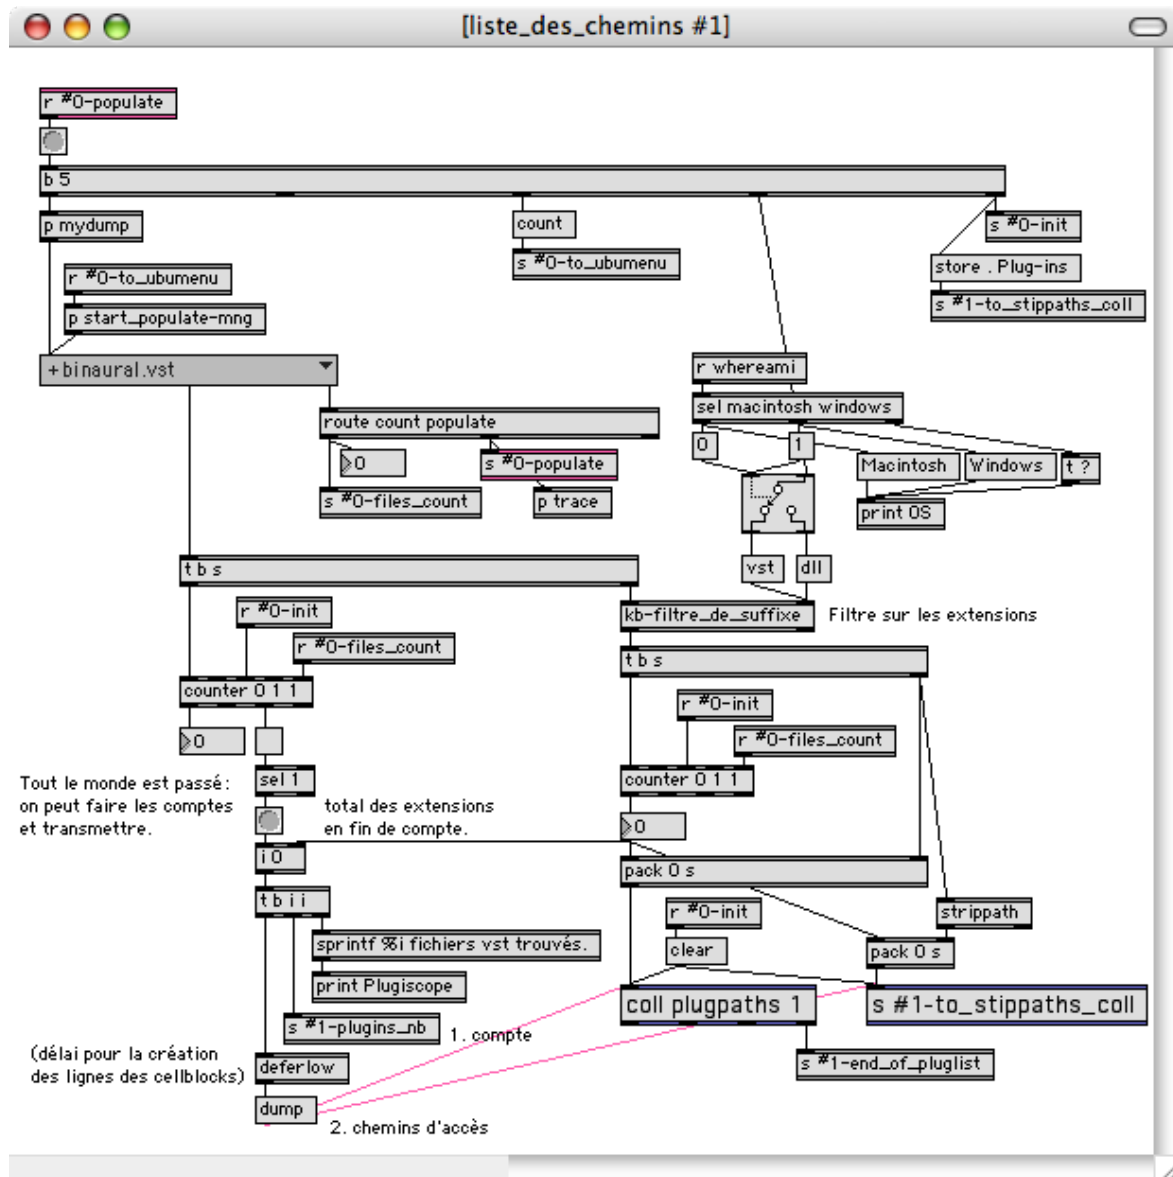 [liste_des_chemins #1]
r #0-populate
b 5
p mydump
count
s #0-init
r #0-to_ubumenu
s #0-to_ubumenu
store . Plug-ins
p start_populate-mng
s #1-to_stippaths_coll
+binaural.vst
r whereami
sel macintosh windows
route count populate
0
1
0
s #0-populate
Macintosh
Windows
t ?
s #0-files_count
p trace
print OS
t b s
vst
dll
r #0-init
kb-filtre_de_suffixe
Filtre sur les extensions
r #0-files_count
t b s
counter 0 1 1
r #0-init
0
r #0-files_count
Tout le monde est passé:
on peut faire les comptes
et transmettre.
sel 1
counter 0 1 1
total des extensions
en fin de compte.
0
i 0
pack 0 s
t b i i
r #0-init
strippath
sprintf %i fichiers vst trouvés.
clear
pack 0 s
print Plugiscope
coll plugpaths 1
s #1-to_stippaths_coll
s #1-plugins_nb
1. compte
(délai pour la création
des lignes des cellblocks)
deferlow
s #1-end_of_pluglist
dump
2. chemins d'accès